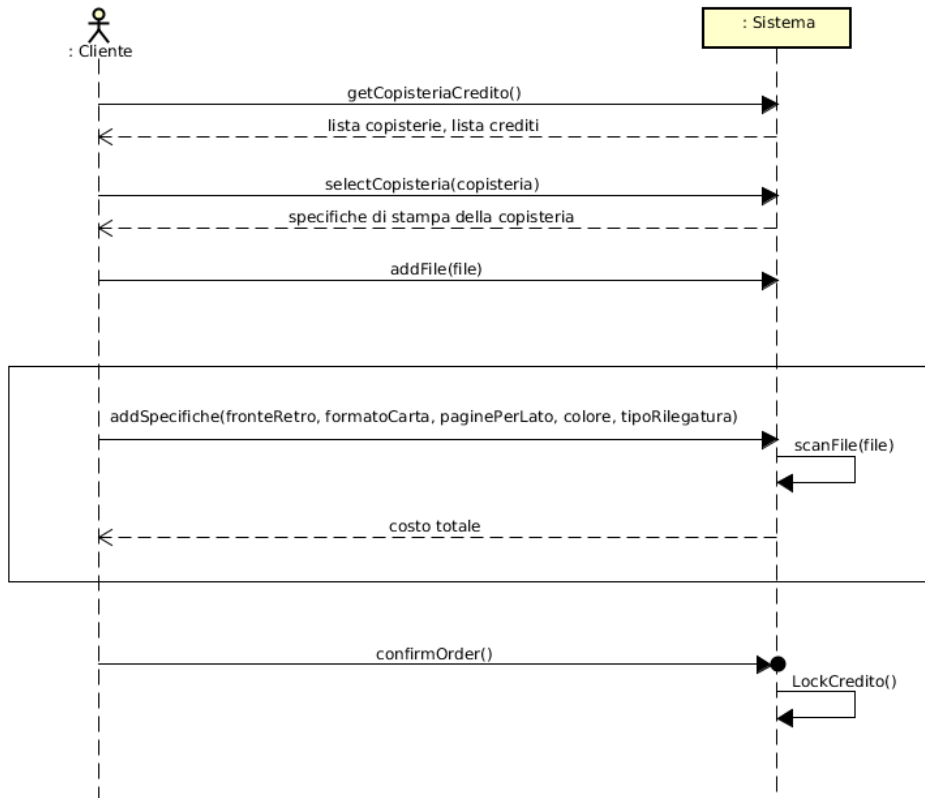 : Cliente
: Sistema
getCopisteriaCredito()
lista copisterie, lista crediti
selectCopisteria(copisteria)
specifiche di stampa della copisteria
addFile(file)
addSpecifiche(fronteRetro, formatoCarta, paginePerLato, colore, tipoRilegatura)
scanFile(file)
costo totale
confirmOrder()
LockCredito()